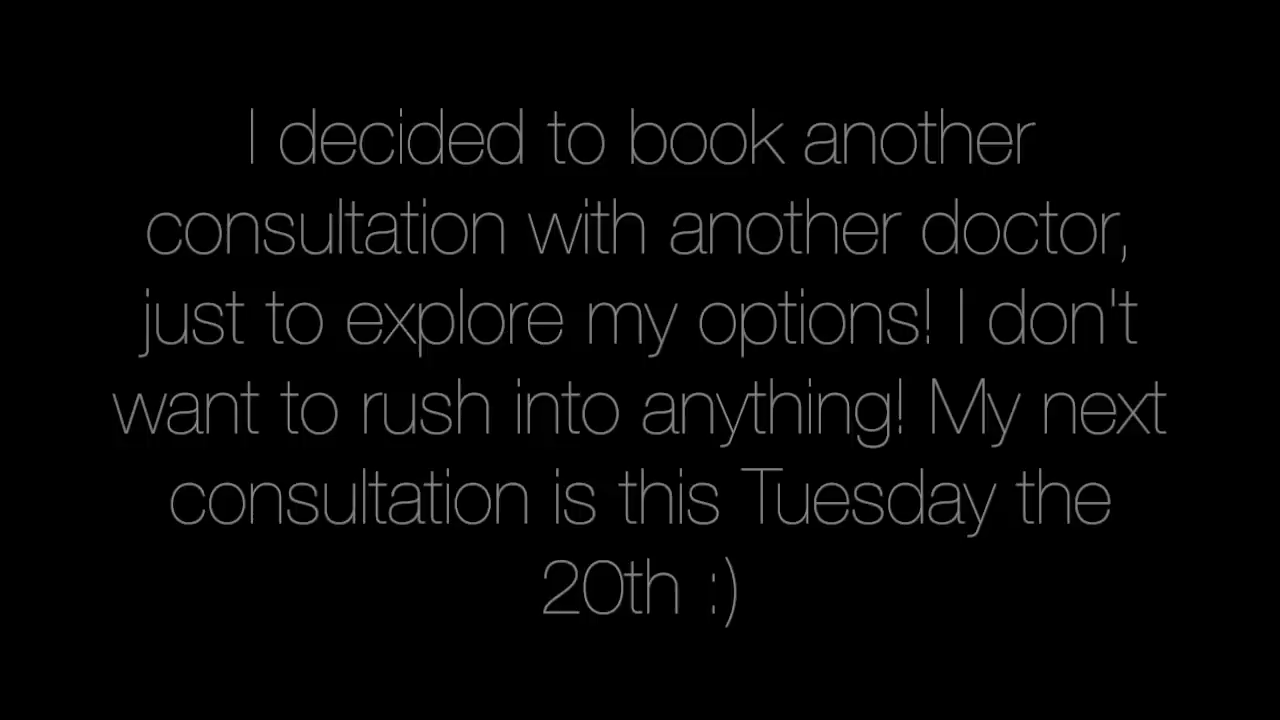 I decided to book another
consultation with another doctor,
just to explore my options! I don't
want to rush into anything! My next
consultation is this Tuesday the
20th :)